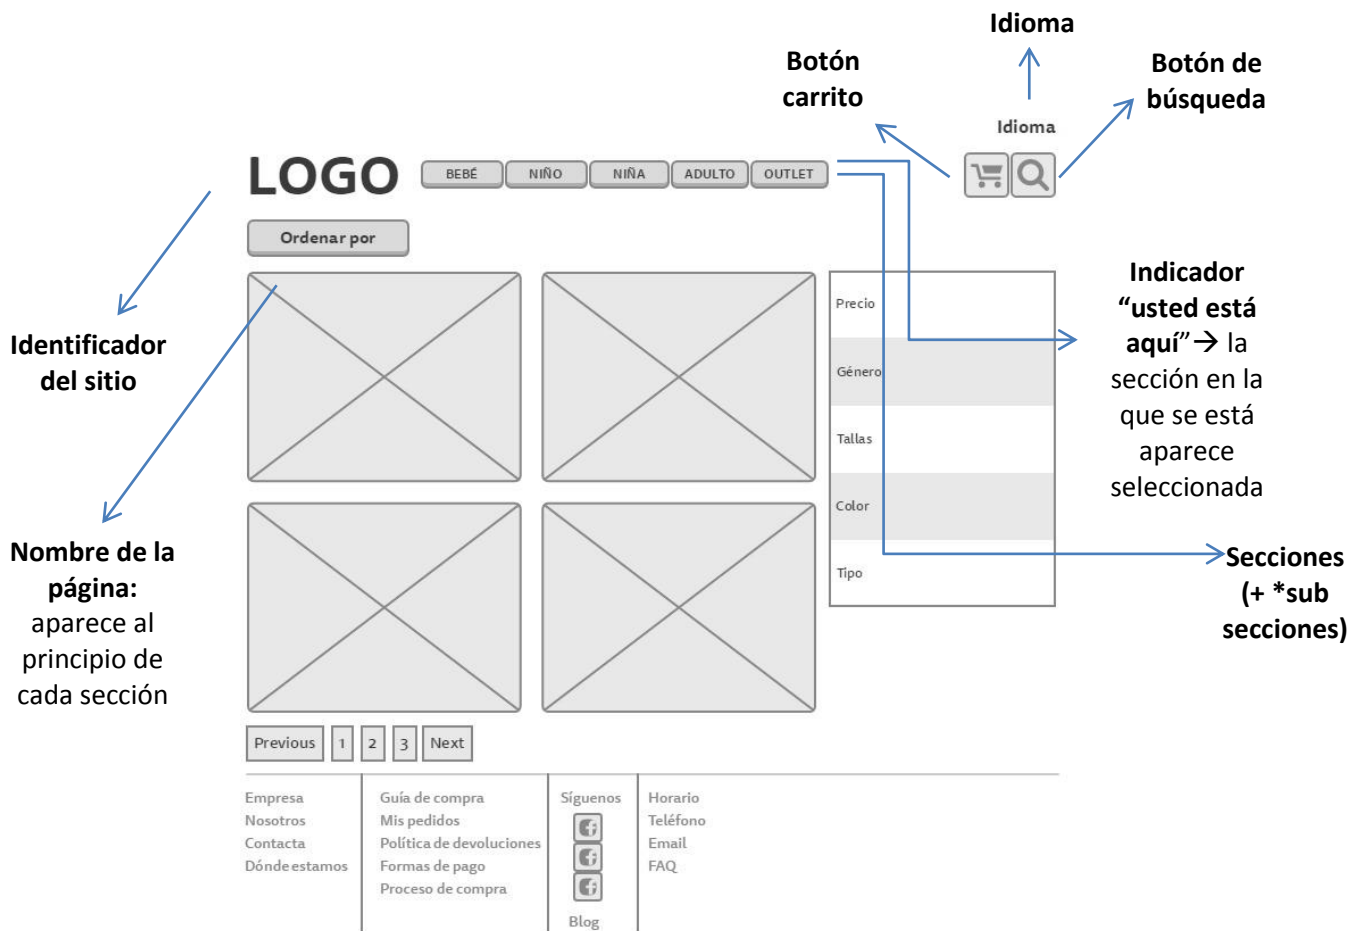 Idioma
Botón
carrito
Botón de
búsqueda
Idioma
LOGO
BEBÉ
NIÑO
NIÑA
ADULTO
OUTLET
Ordenar por
Identificador
del sitio
Nombre de la
página:
aparece al
principio de
cada sección
Precio
Género
Tallas
Color
Tipo
Indicador
“usted está
aquí”→ la
sección en la
que se está
aparece
seleccionada
Secciones
(+ *sub
secciones)
Previous
1
2
3
Next
Empresa
Nosotros
Contacta
Dónde estamos
Guía de compra
Mis pedidos
Política de devoluciones
Formas de pago
Proceso de compra
Síguenos
Blog
Horario
Teléfono
Email
FAQ